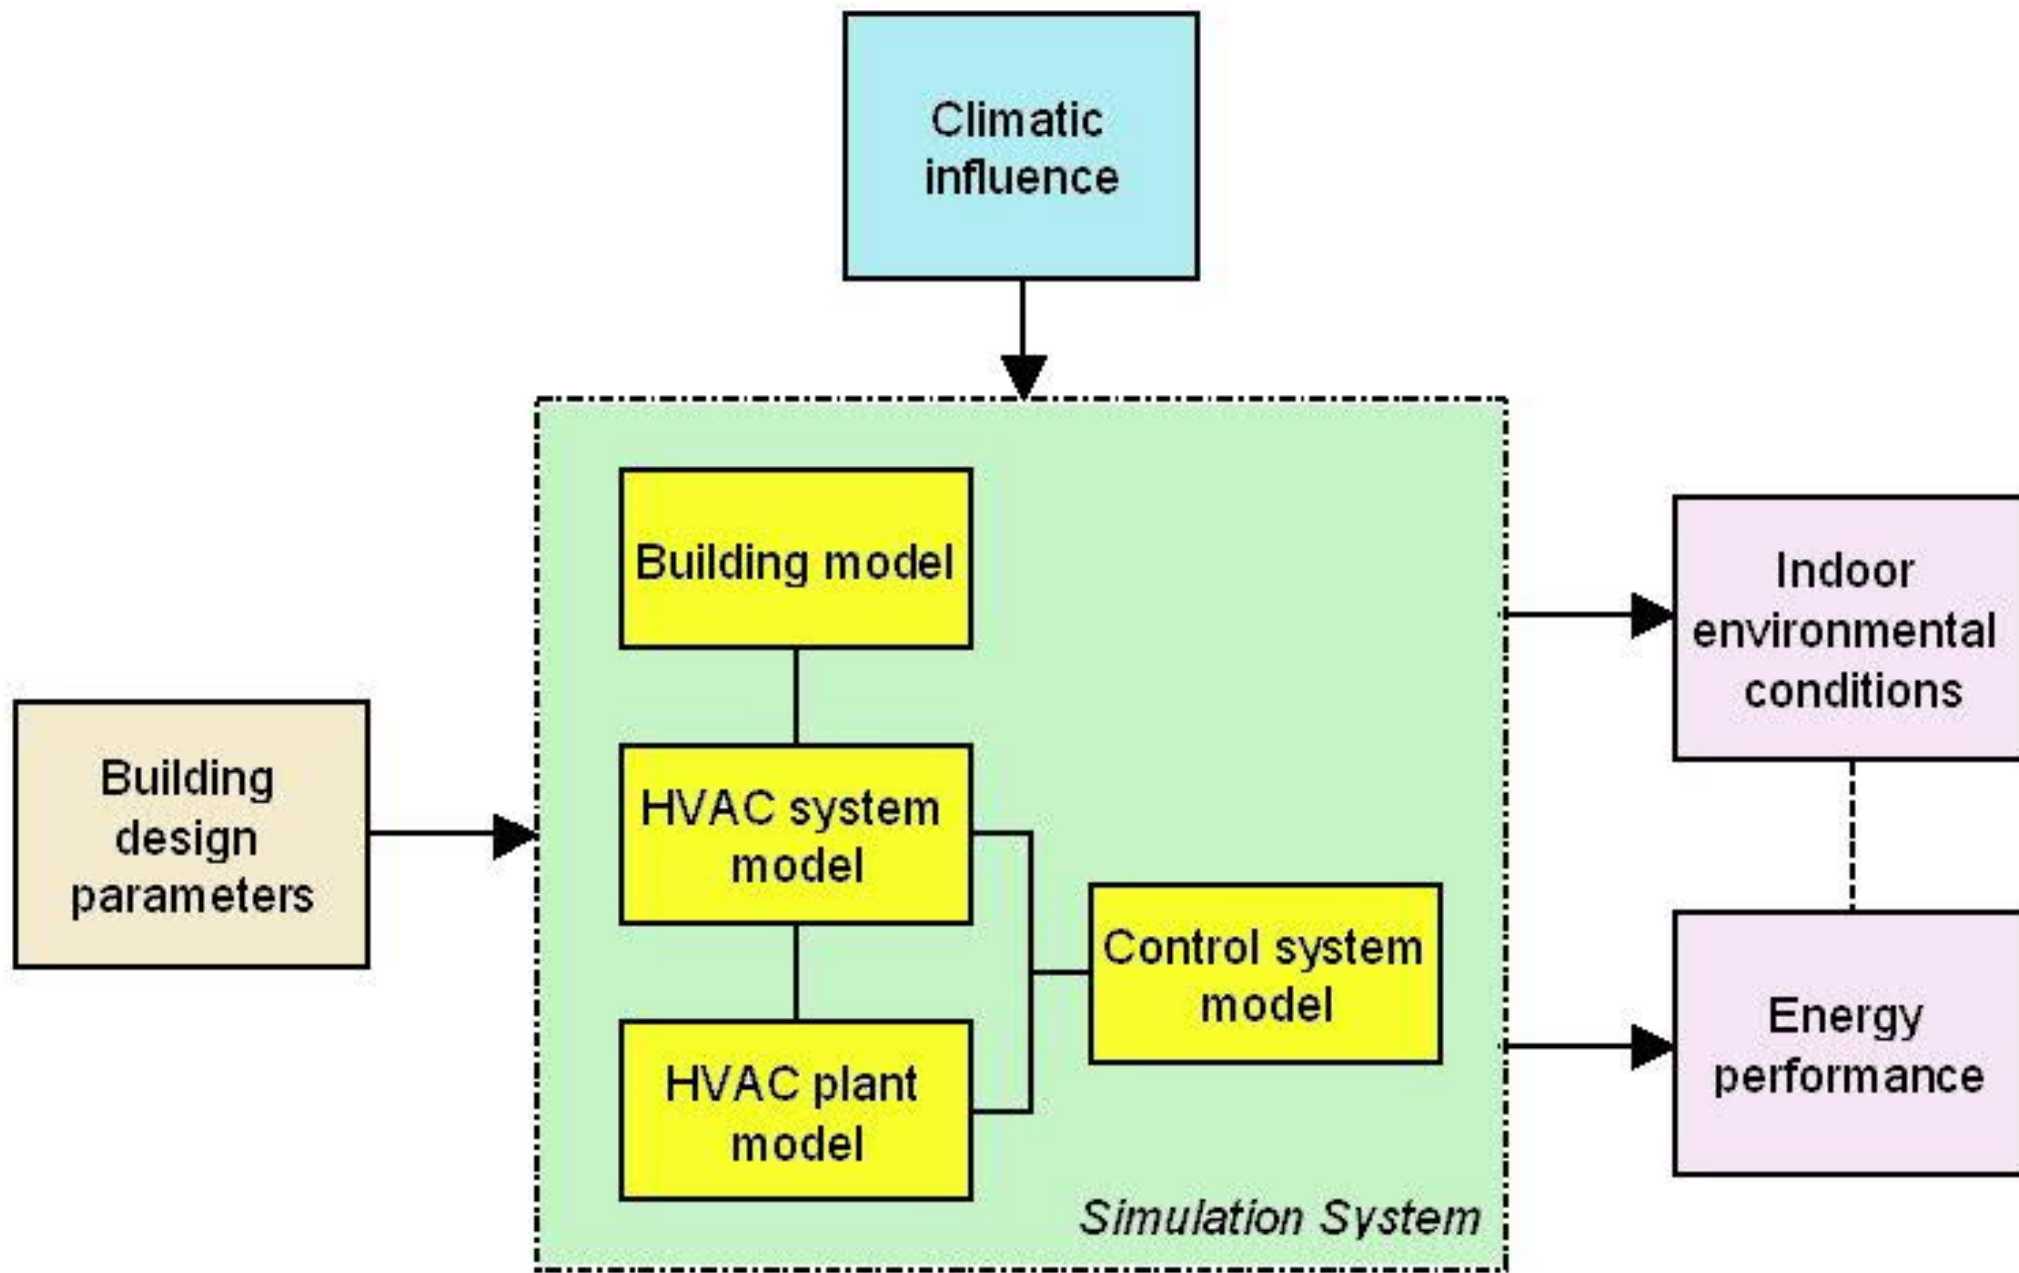 Climatic
influence
Building model
Indoor
environmental
conditions
Building
design
parameters
HVAC system
model
Control system
model
Energy
performance
HVAC plant
model
Simulation System